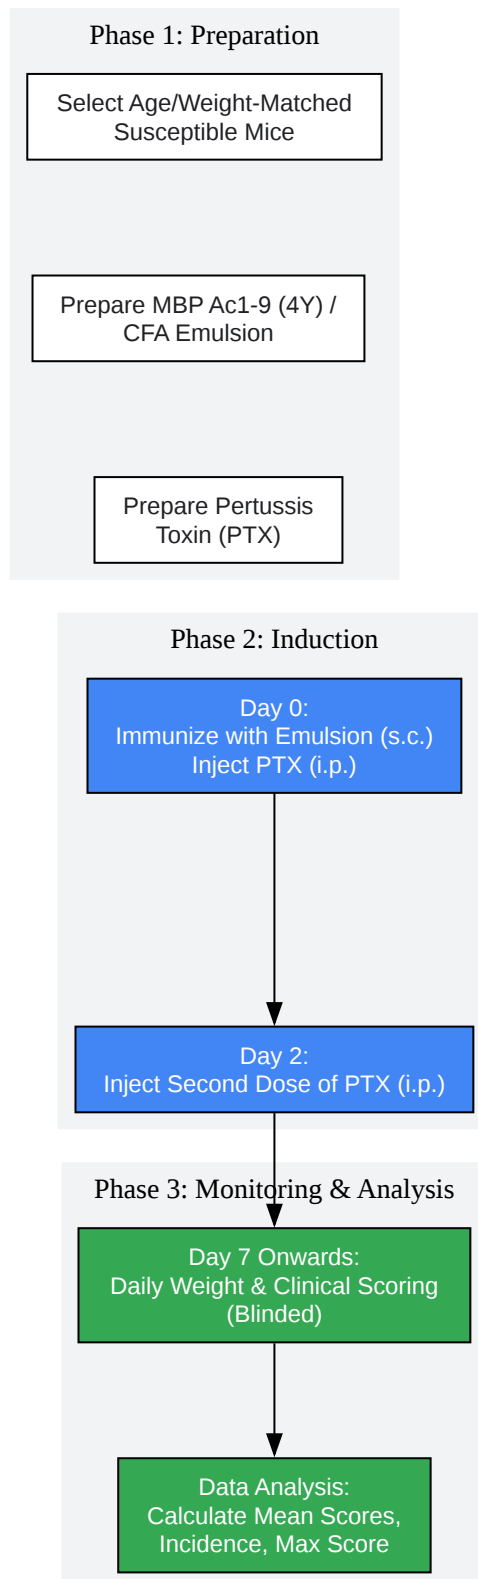 Phase 1: Preparation
Select Age/Weight-Matched
Susceptible Mice
Prepare MBP Ac1-9 (4Y) /
CFA Emulsion
Prepare Pertussis
Toxin (PTX)
Phase 2: Induction
Day 0:
Immunize with Emulsion (s.c.)
Inject PTX (i.p.)
Day 2:
Inject Second Dose of PTX (i.p.)
Phase 3: Monitoring & Analysis
Day 7 Onwards:
Daily Weight & Clinical Scoring
(Blinded)
Data Analysis:
Calculate Mean Scores,
Incidence, Max Score